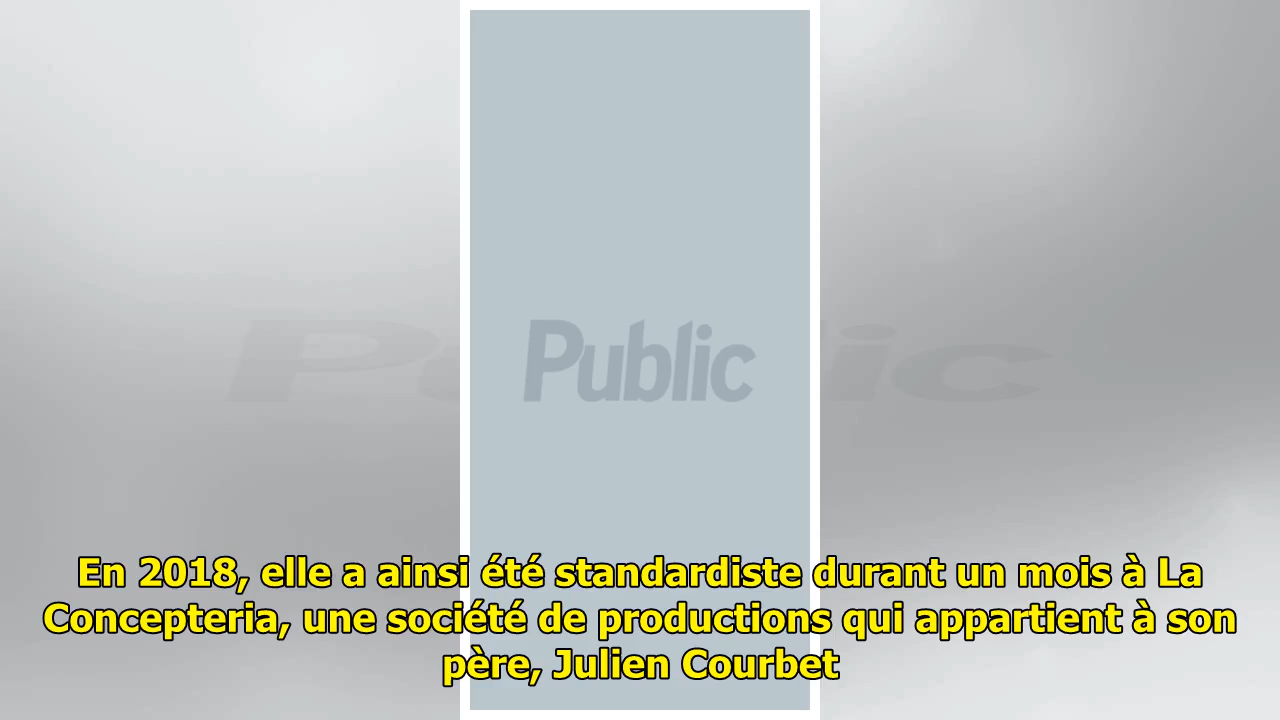 Public
En 2018, elle a ainsi été standardiste durant un mois à La
Concepteria, une société de productions qui appartient à son
père, Julien Courbet